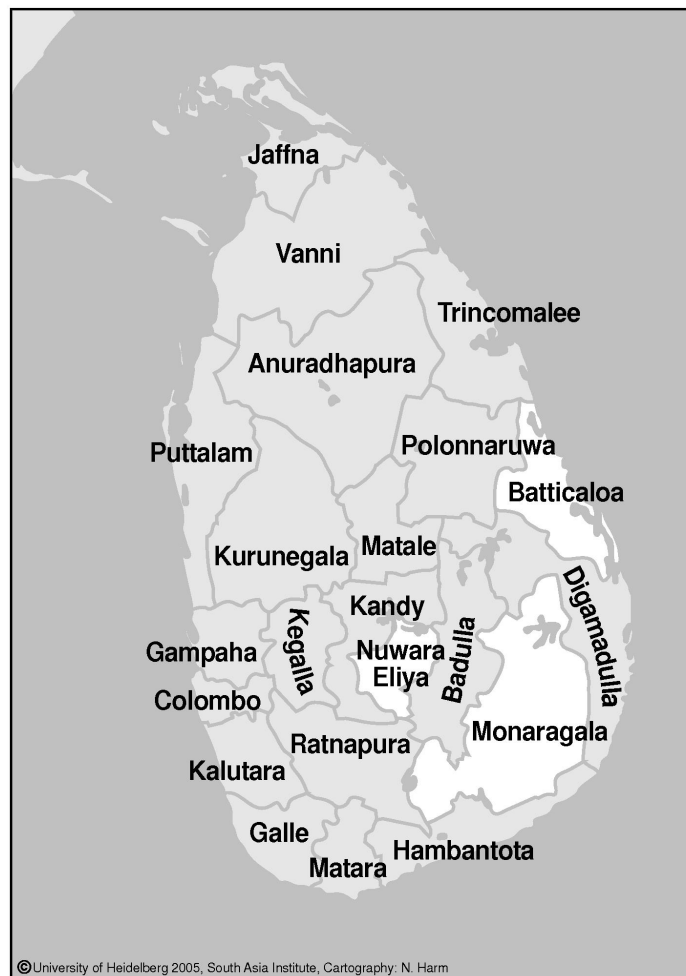 Jaffna
Vanni
Trincomalee
Anuradhapura
Puttalam
Polonnaruwa
Batticaloa
Kurunegala
Matale
Kandy
Digamadulla
Kegalla
Gampaha
Nuwara
Eliya
Badulla
Colombo
Monaragala
Ratnapura
Kalutara
Galle
Matara
Hambantota
© University of Heidelberg 2005, South Asia Institute, Cartography: N. Harm